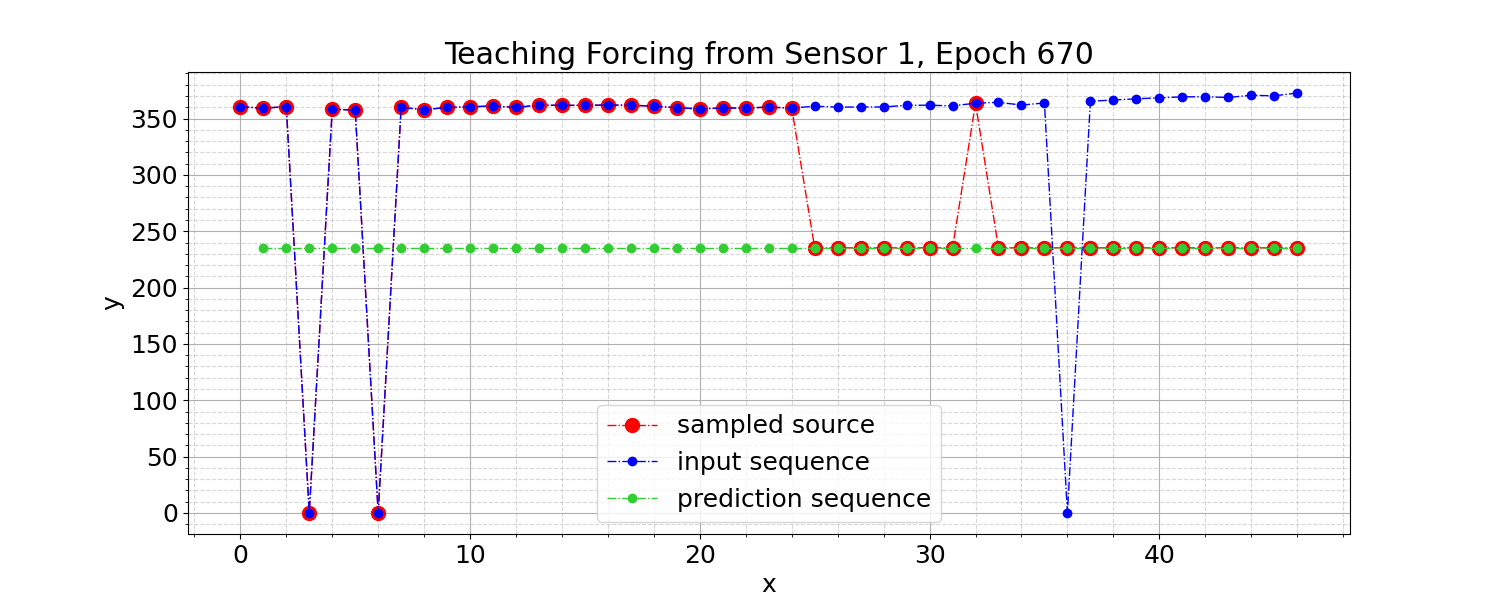 Teaching Forcing from Sensor 1, Epoch 670
y
350
300
250
200
150
100
50
0
sampled source
input sequence
prediction sequence
0 10 20 30 40
x